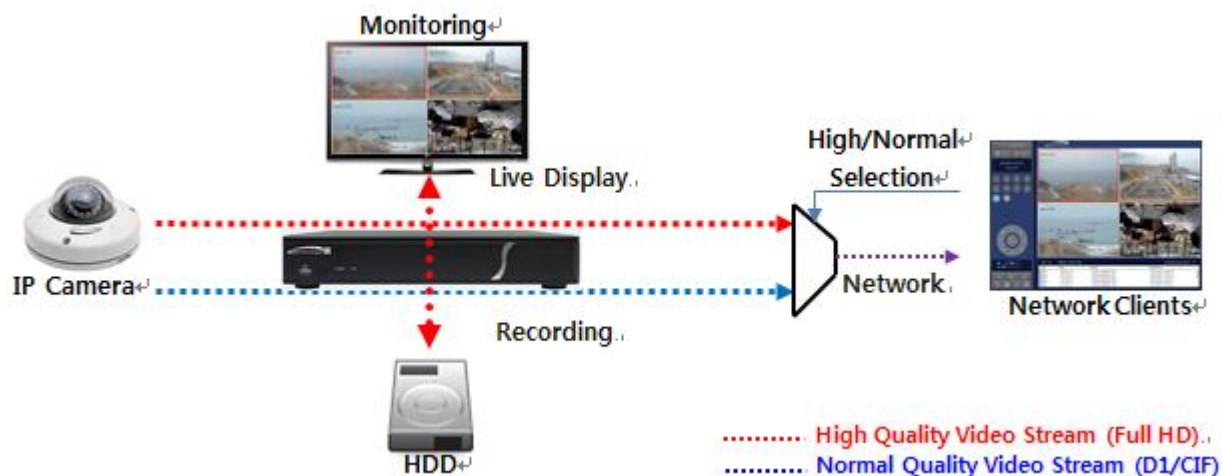 Monitoring↵
Live Display.↓
High/Normal
Selection↵
IP Camera↵
Network.↓
Network Clients↵
Recording.↓
HDD↵
High Quality Video Stream (Full HD).↓
Normal Quality Video Stream (D1/CIF)